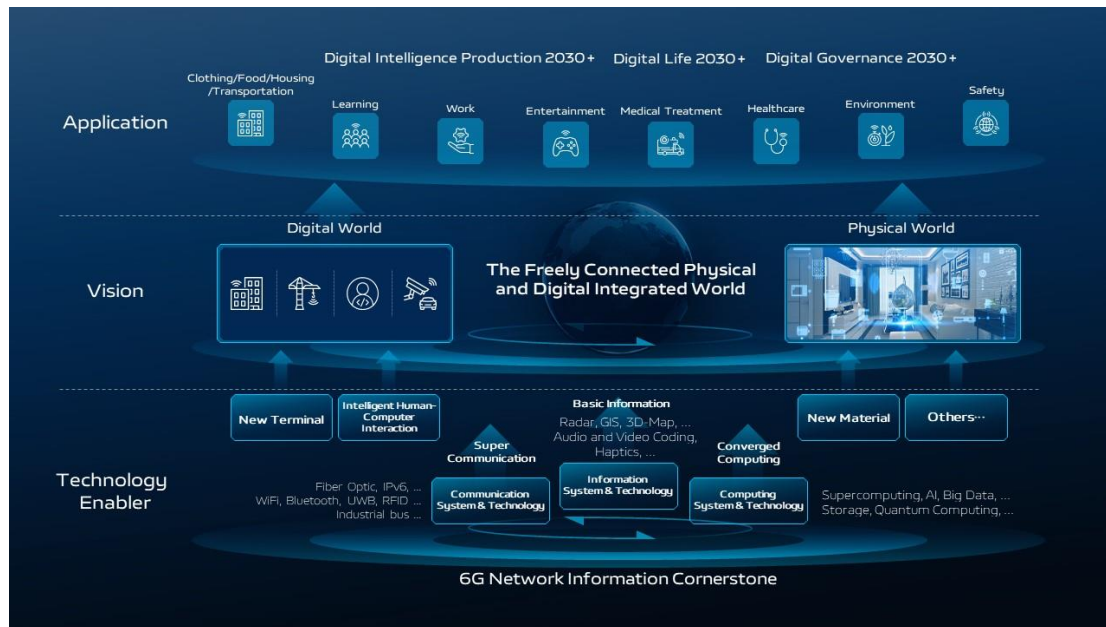 Digital Intelligence Production 2030+
Digital Life 2030+
Digital Governance 2030+
Application
Clothing/Food/Housing
/Transportation
Learning
Work
Entertainment
Medical Treatment
Healthcare
Environment
Safety
Digital World
Physical World
Vision
The Freely Connected Physical
and Digital Integrated World
New Terminal
Intelligent Human-
Computer
Interaction
Basic Information
Radar, GIS, 3D-Map, ...
Audio and Video Coding,
Haptics, ...
New Material
Others...
Technology
Enabler
Super
Communication
Converged
Computing
Fiber Optic, IPv6, ...
WiFi, Bluetooth, UWB, RFID ...
Industrial bus ...
Communication
System & Technology
Information
System & Technology
Computing
System & Technology
Supercomputing, AI, Big Data, ...
Storage, Quantum Computing, ...
6G Network Information Cornerstone